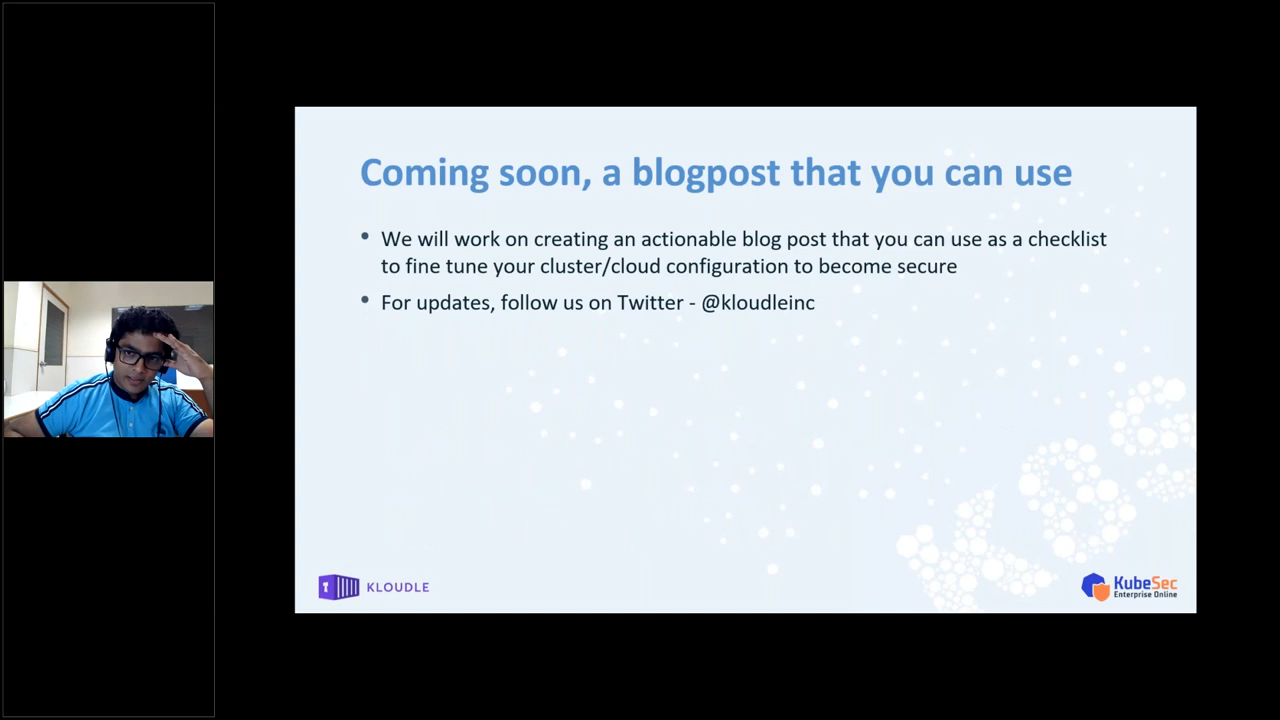 Coming soon, a blogpost that you can use
• We will work on creating an actionable blog post that you can use as a checklist
to fine tune your cluster/cloud configuration to become secure
• For updates, follow us on Twitter - @kloudleinc
KLOUDLE
KubeSec
Enterprise Online
K8s